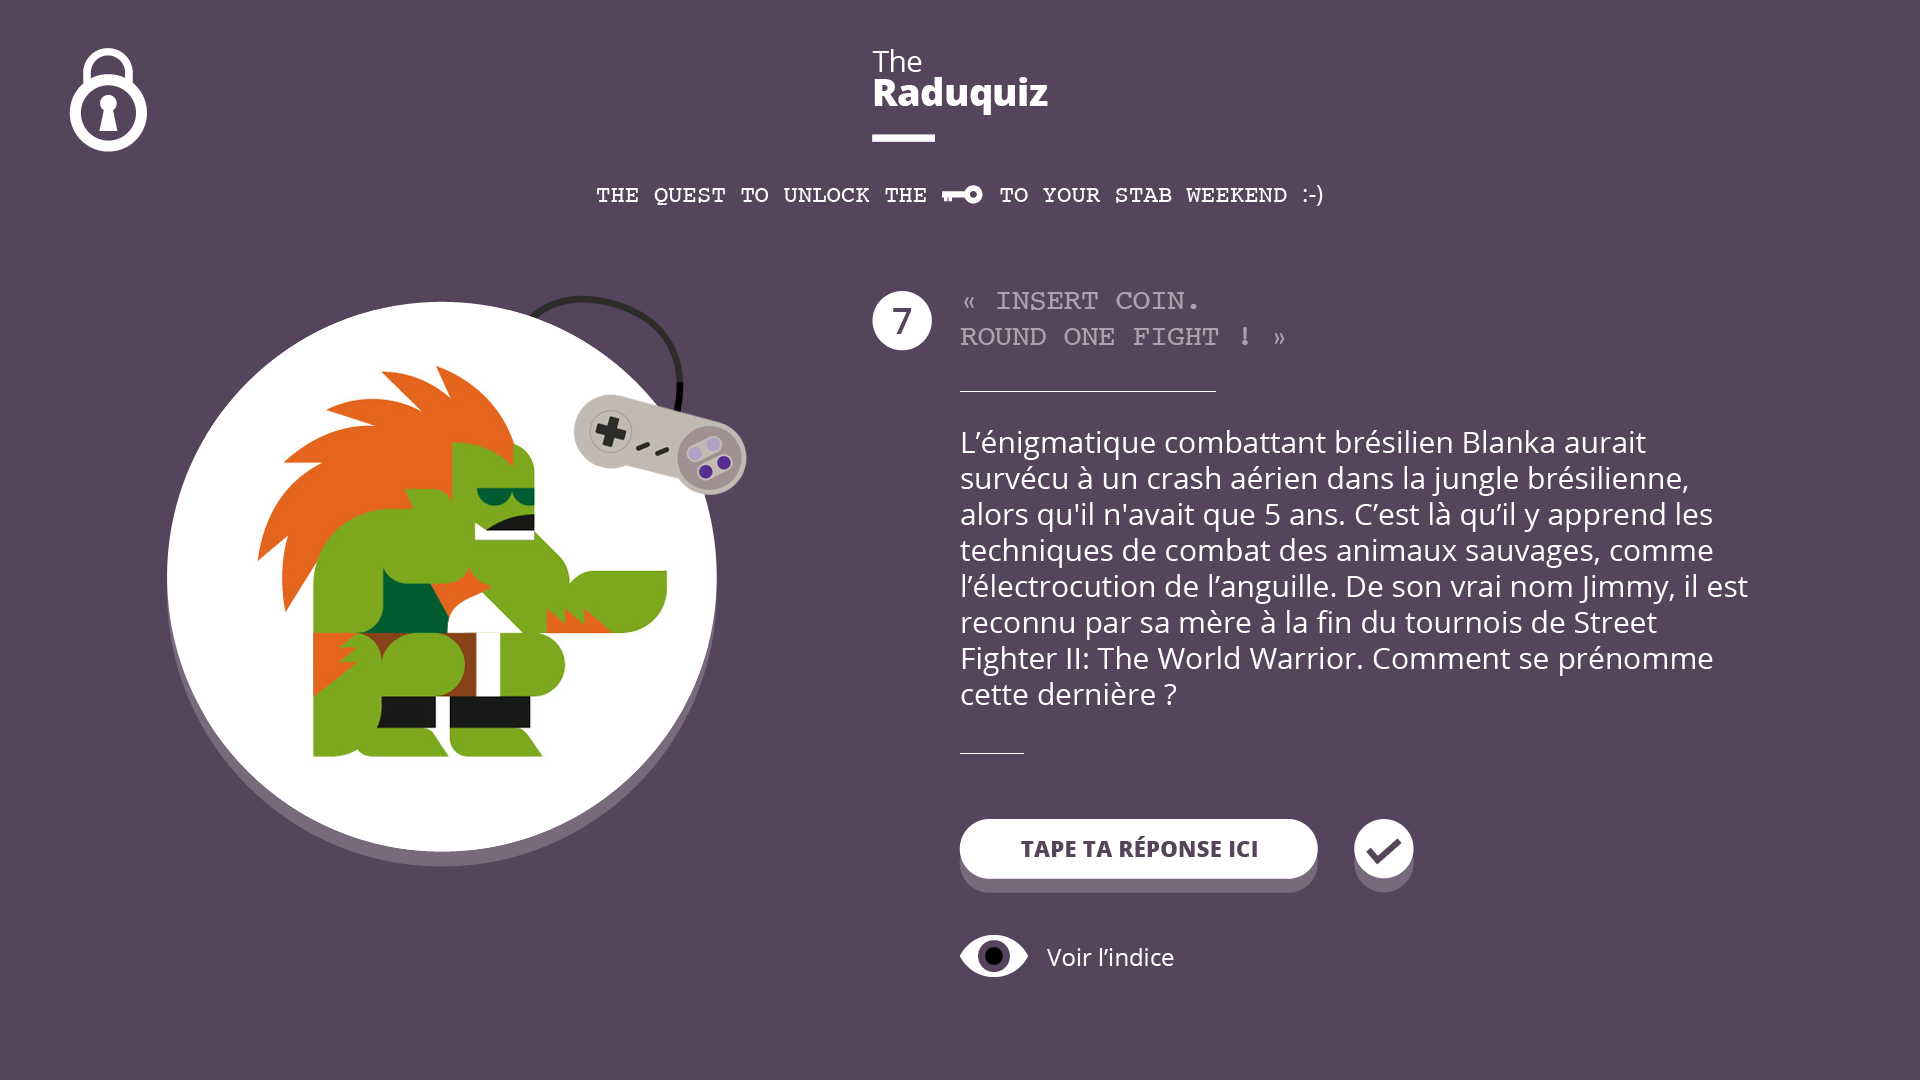 The
Raduquiz
THE QUEST TO UNLOCK THE TO YOUR STAB WEEKEND :-)
7
« INSERT COIN.
ROUND ONE FIGHT ! »
L’énigmatique combattant brésilien Blanka aurait
survécu à un crash aérien dans la jungle brésilienne,
alors qu'il n'avait que 5 ans. C’est là qu’il y apprend les
techniques de combat des animaux sauvages, comme
l’électrocution de l’anguille. De son vrai nom Jimmy, il est
reconnu par sa mère à la fin du tournois de Street
Fighter II: The World Warrior. Comment se prénomme
cette dernière ?
TAPE TA RÉPONSE ICI
Voir l’indice